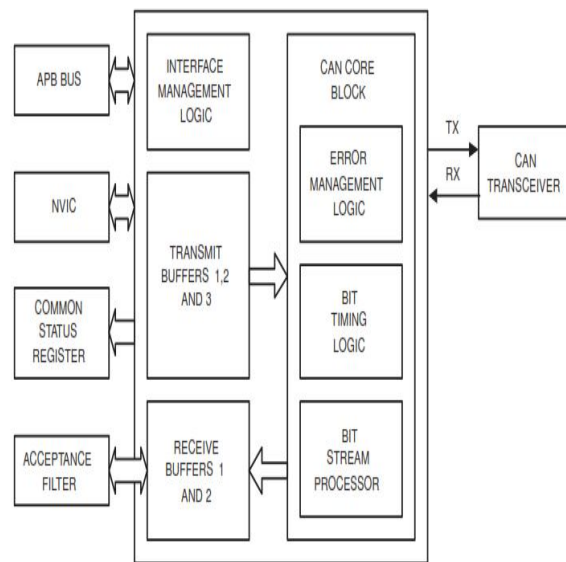 APB BUS
NVIC
COMMON
STATUS
REGISTER
ACCEPTANCE
FILTER
INTERFACE
MANAGEMENT
LOGIC
TRANSMIT
BUFFERS 1,2
AND 3
RECEIVE
BUFFERS 1
AND 2
CAN CORE
BLOCK
ERROR
MANAGEMENT
LOGIC
BIT
TIMING
LOGIC
BIT
STREAM
PROCESSOR
TX
RX
CAN
TRANSCEIVER